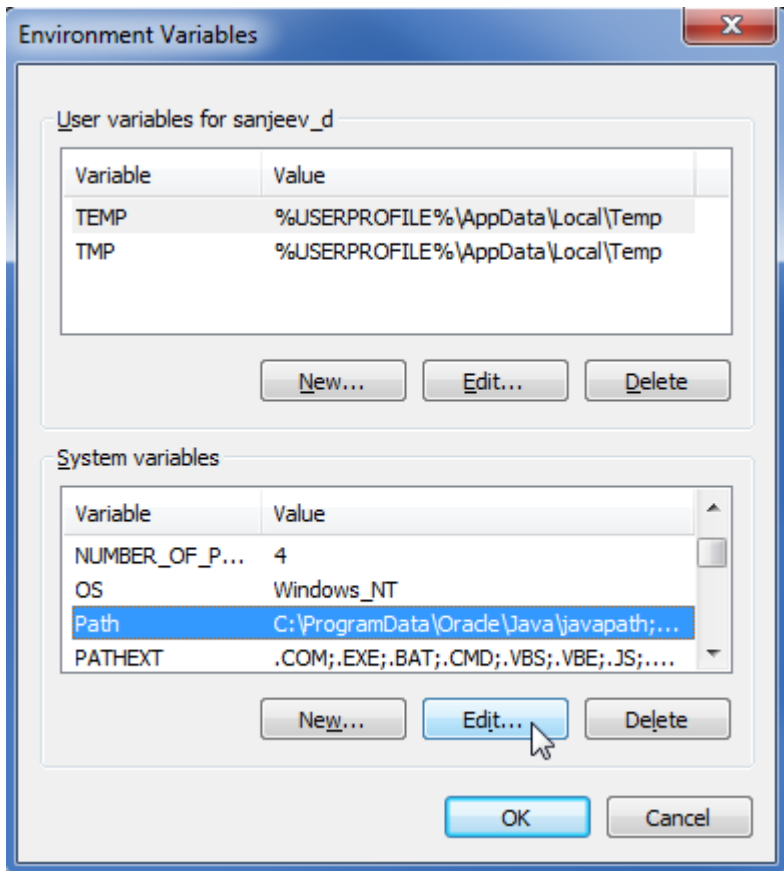 Environment Variables
User variables for sanjeev_d
Variable Value
TEMP %USERPROFILE%\AppData\Local\Temp
TMP %USERPROFILE%\AppData\Local\Temp
New... Edit... Delete
System variables
Variable Value
NUMBER_OF_P... 4
OS Windows_NT
Path C:\ProgramData\Oracle\Java\javapath;...
PATHEXT .COM;.EXE;.BAT;.CMD;.VBS;.VBE;.JS;....
New... Edit... Delete
OK Cancel